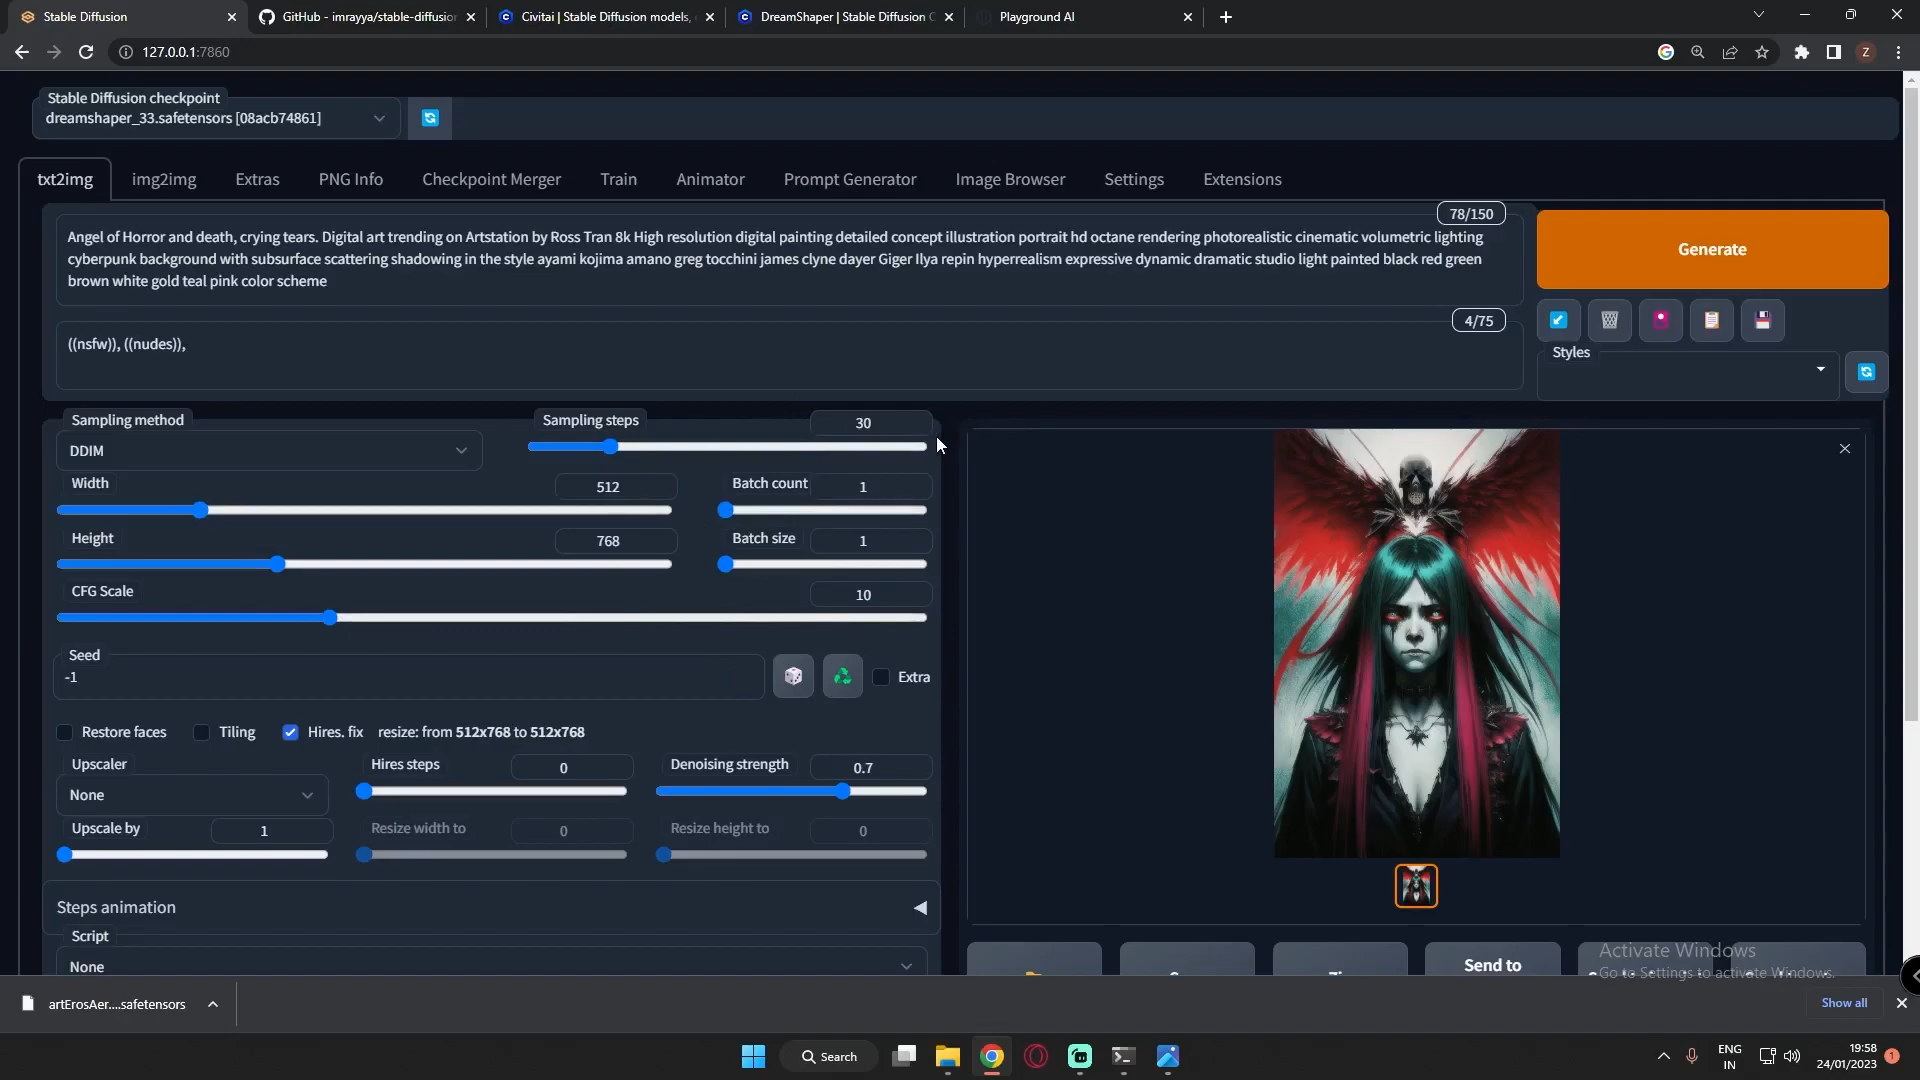 Stable Diffusion
GitHub - imrayya/stable-diffusion
Civitai | Stable Diffusion models,
DreamShaper | Stable Diffusion C
Playground AI
127.0.0.1:7860
Z
Stable Diffusion checkpoint
dreamshaper_33.safetensors [08acb74861]
txt2img
img2img
Extras
PNG Info
Checkpoint Merger
Train
Animator
Prompt Generator
Image Browser
Settings
Extensions
78/150
Angel of Horror and death, crying tears. Digital art trending on Artstation by Ross Tran 8k High resolution digital painting detailed concept illustration portrait hd octane rendering photorealistic cinematic volumetric lighting
cyberpunk background with subsurface scattering shadowing in the style ayami kojima amano greg tocchini james clyne dayer Giger Ilya repin hyperrealism expressive dynamic dramatic studio light painted black red green
brown white gold teal pink color scheme
Generate
4/75
((nsfw)), ((nudes)),
Styles
Sampling method
DDIM
Sampling steps
30
Width
512
Batch count
1
Height
768
Batch size
1
CFG Scale
10
Seed
-1
Extra
Restore faces
Tiling
Hires. fix
resize: from 512x768 to 512x768
Upscaler
None
Hires steps
0
Denoising strength
0.7
Upscale by
1
Resize width to
0
Resize height to
0
Steps animation
Script
None
Send to
Activate Windows
Go to Settings to activate Windows.
artErosAer....safetensors
Show all
Search
ENG
IN
19:58
24/01/2023
1